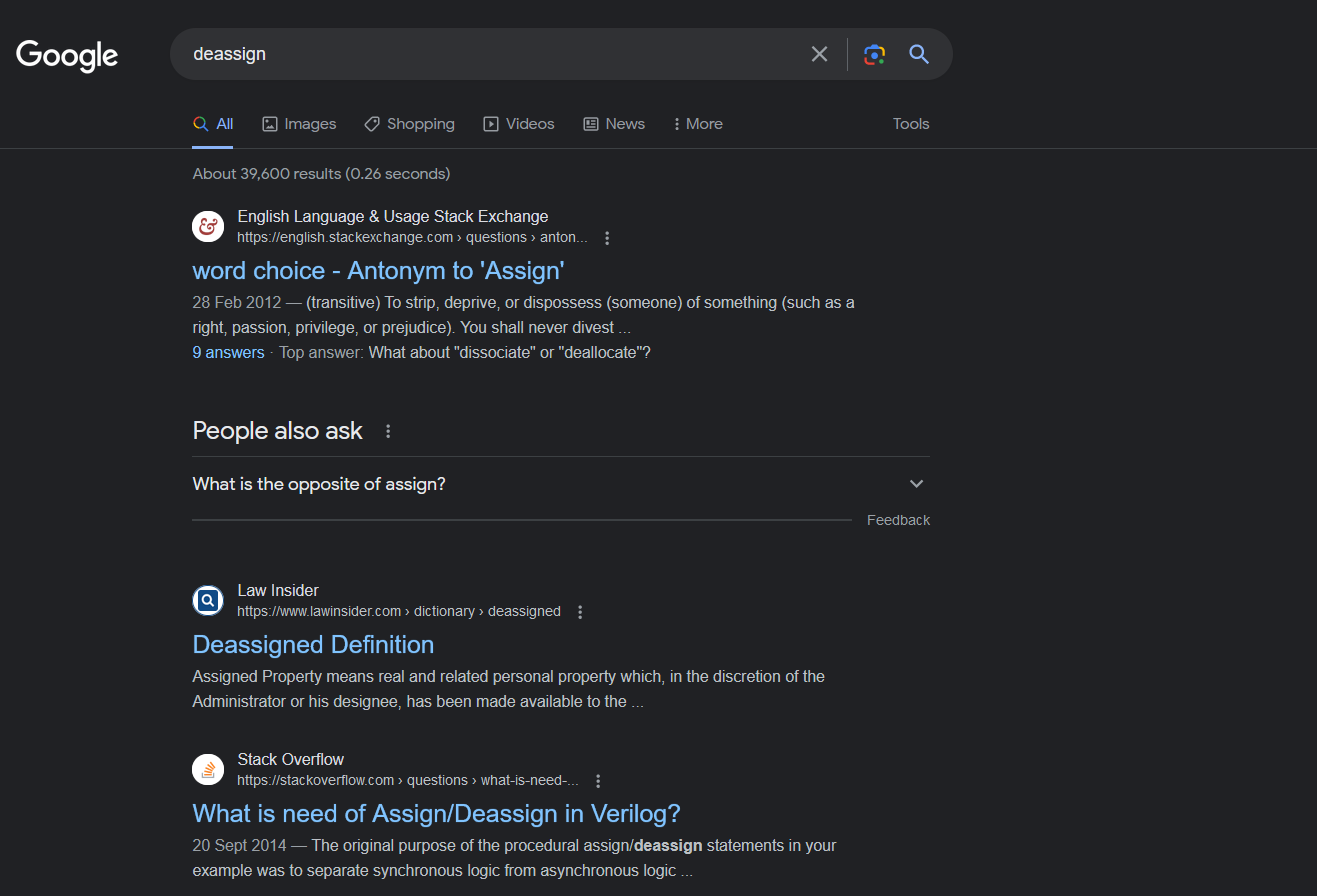 Google
deassign
All Images Shopping Videos News More Tools
About 39,600 results (0.26 seconds)
English Language & Usage Stack Exchange
https://english.stackexchange.com › questions › anton...
word choice - Antonym to 'Assign'
28 Feb 2012 — (transitive) To strip, deprive, or dispossess (someone) of something (such as a
right, passion, privilege, or prejudice). You shall never divest ...
9 answers · Top answer: What about "dissociate" or "deallocate"?
People also ask
What is the opposite of assign?
Feedback
Law Insider
https://www.lawinsider.com › dictionary › deassigned
Deassigned Definition
Assigned Property means real and related personal property which, in the discretion of the
Administrator or his designee, has been made available to the ...
Stack Overflow
https://stackoverflow.com › questions › what-is-need-...
What is need of Assign/Deassign in Verilog?
20 Sept 2014 — The original purpose of the procedural assign/deassign statements in your
example was to separate synchronous logic from asynchronous logic ...